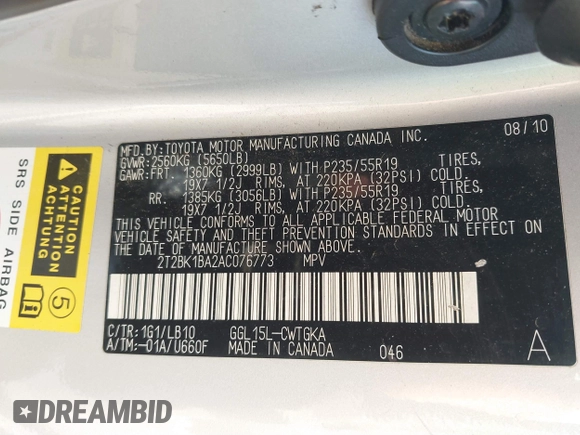 MFD.BY:TOYOTA MOTOR MANUFACTURING CANADA INC. 08/10
GVWR:2560KG (5650LB)
GAWR:FRT. 1360KG (2999LB) WITH P235/55R19 TIRES,
19X7 1/2J RIMS, AT 220KPA (32PSI) COLD.
RR. 1385KG (3056LB) WITH P235/55R19 TIRES,
19X7 1/2J RIMS, AT 220KPA (32PSI) COLD.
THIS VEHICLE CONFORMS TO ALL APPLICABLE FEDERAL MOTOR
VEHICLE SAFETY AND THEFT PREVENTION STANDARDS IN EFFECT ON
THE DATE OF MANUFACTURE SHOWN ABOVE.
2T2BK1BA2AC076773 MPV
C/TR:1G1/LB10 GGL15L-CWTGKA
A/TM:-01A/U660F MADE IN CANADA 046 A
SRS SIDE AIRBAG
CAUTION
ATTENTION
ACHTUNG
5
DREAMBID